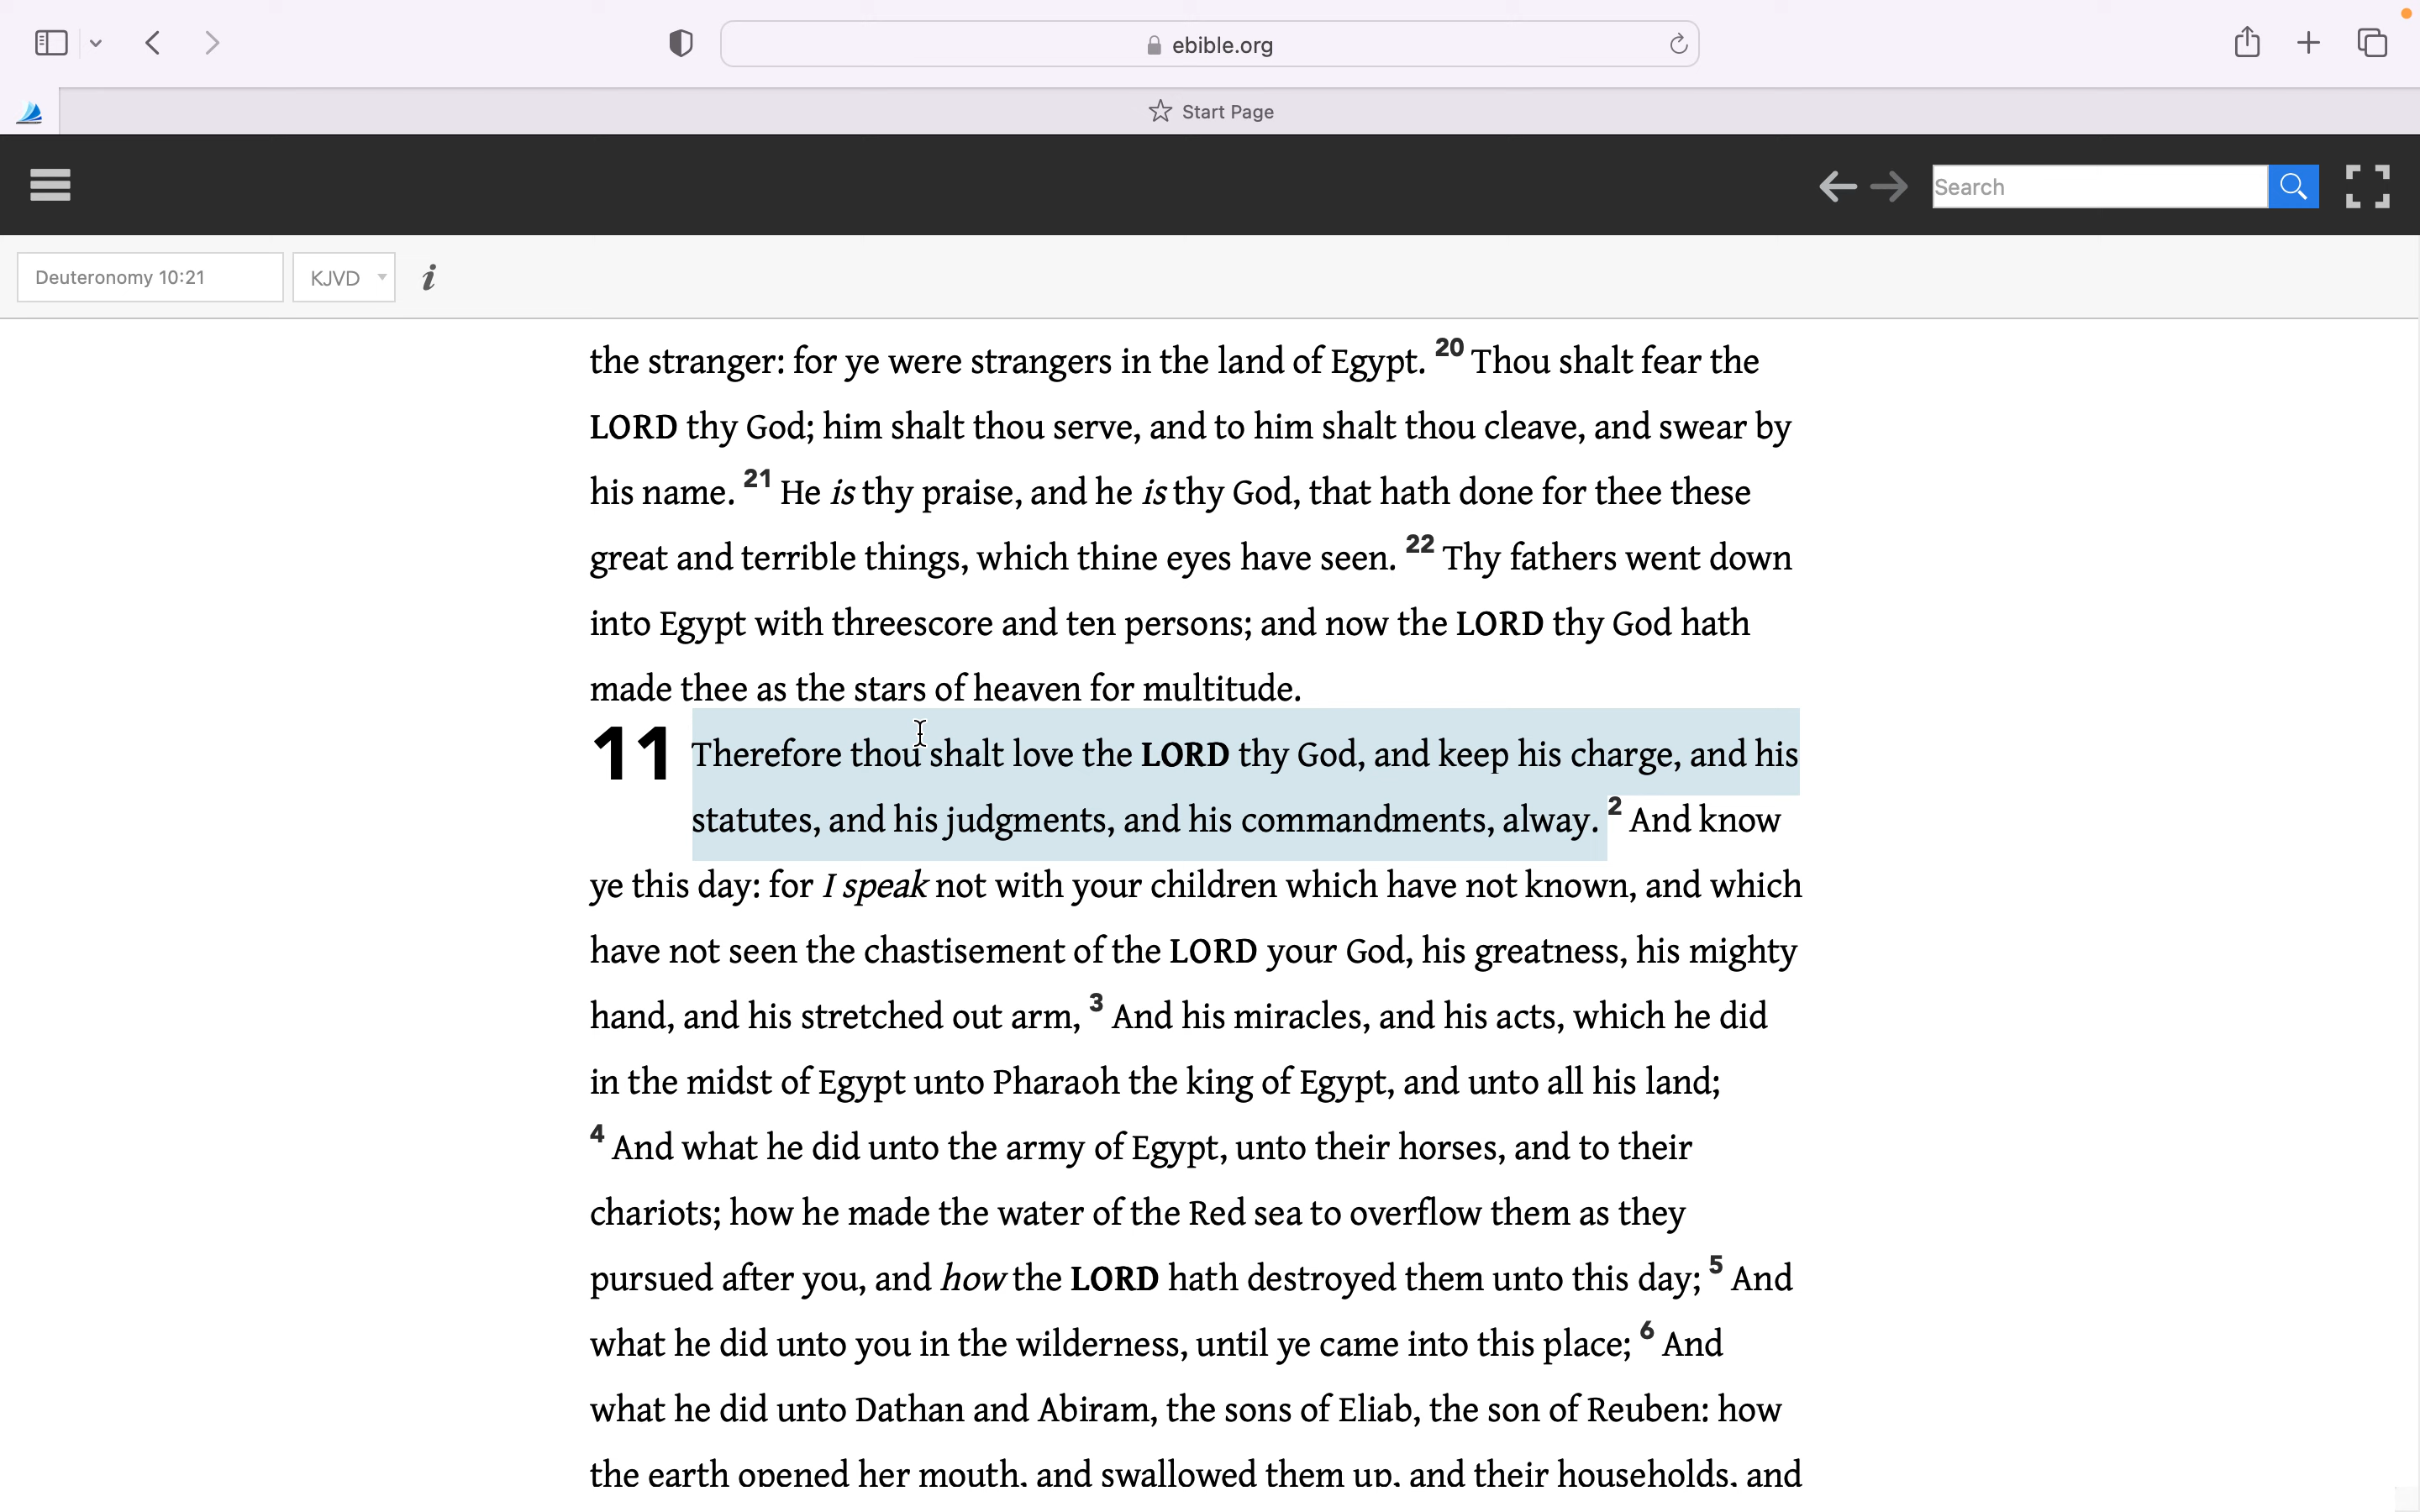 ebible.org
Start Page
Search
Deuteronomy 10:21 KJVD i
the stranger: for ye were strangers in the land of Egypt. 20 Thou shalt fear the
LORD thy God; him shalt thou serve, and to him shalt thou cleave, and swear by
his name. 21 He is thy praise, and he is thy God, that hath done for thee these
great and terrible things, which thine eyes have seen. 22 Thy fathers went down
into Egypt with threescore and ten persons; and now the LORD thy God hath
made thee as the stars of heaven for multitude.
11 Therefore thou shalt love the LORD thy God, and keep his charge, and his
statutes, and his judgments, and his commandments, alway. 2 And know
ye this day: for I speak not with your children which have not known, and which
have not seen the chastisement of the LORD your God, his greatness, his mighty
hand, and his stretched out arm, 3 And his miracles, and his acts, which he did
in the midst of Egypt unto Pharaoh the king of Egypt, and unto all his land;
4 And what he did unto the army of Egypt, unto their horses, and to their
chariots; how he made the water of the Red sea to overflow them as they
pursued after you, and how the LORD hath destroyed them unto this day; 5 And
what he did unto you in the wilderness, until ye came into this place; 6 And
what he did unto Dathan and Abiram, the sons of Eliab, the son of Reuben: how
the earth opened her mouth, and swallowed them up, and their households, and